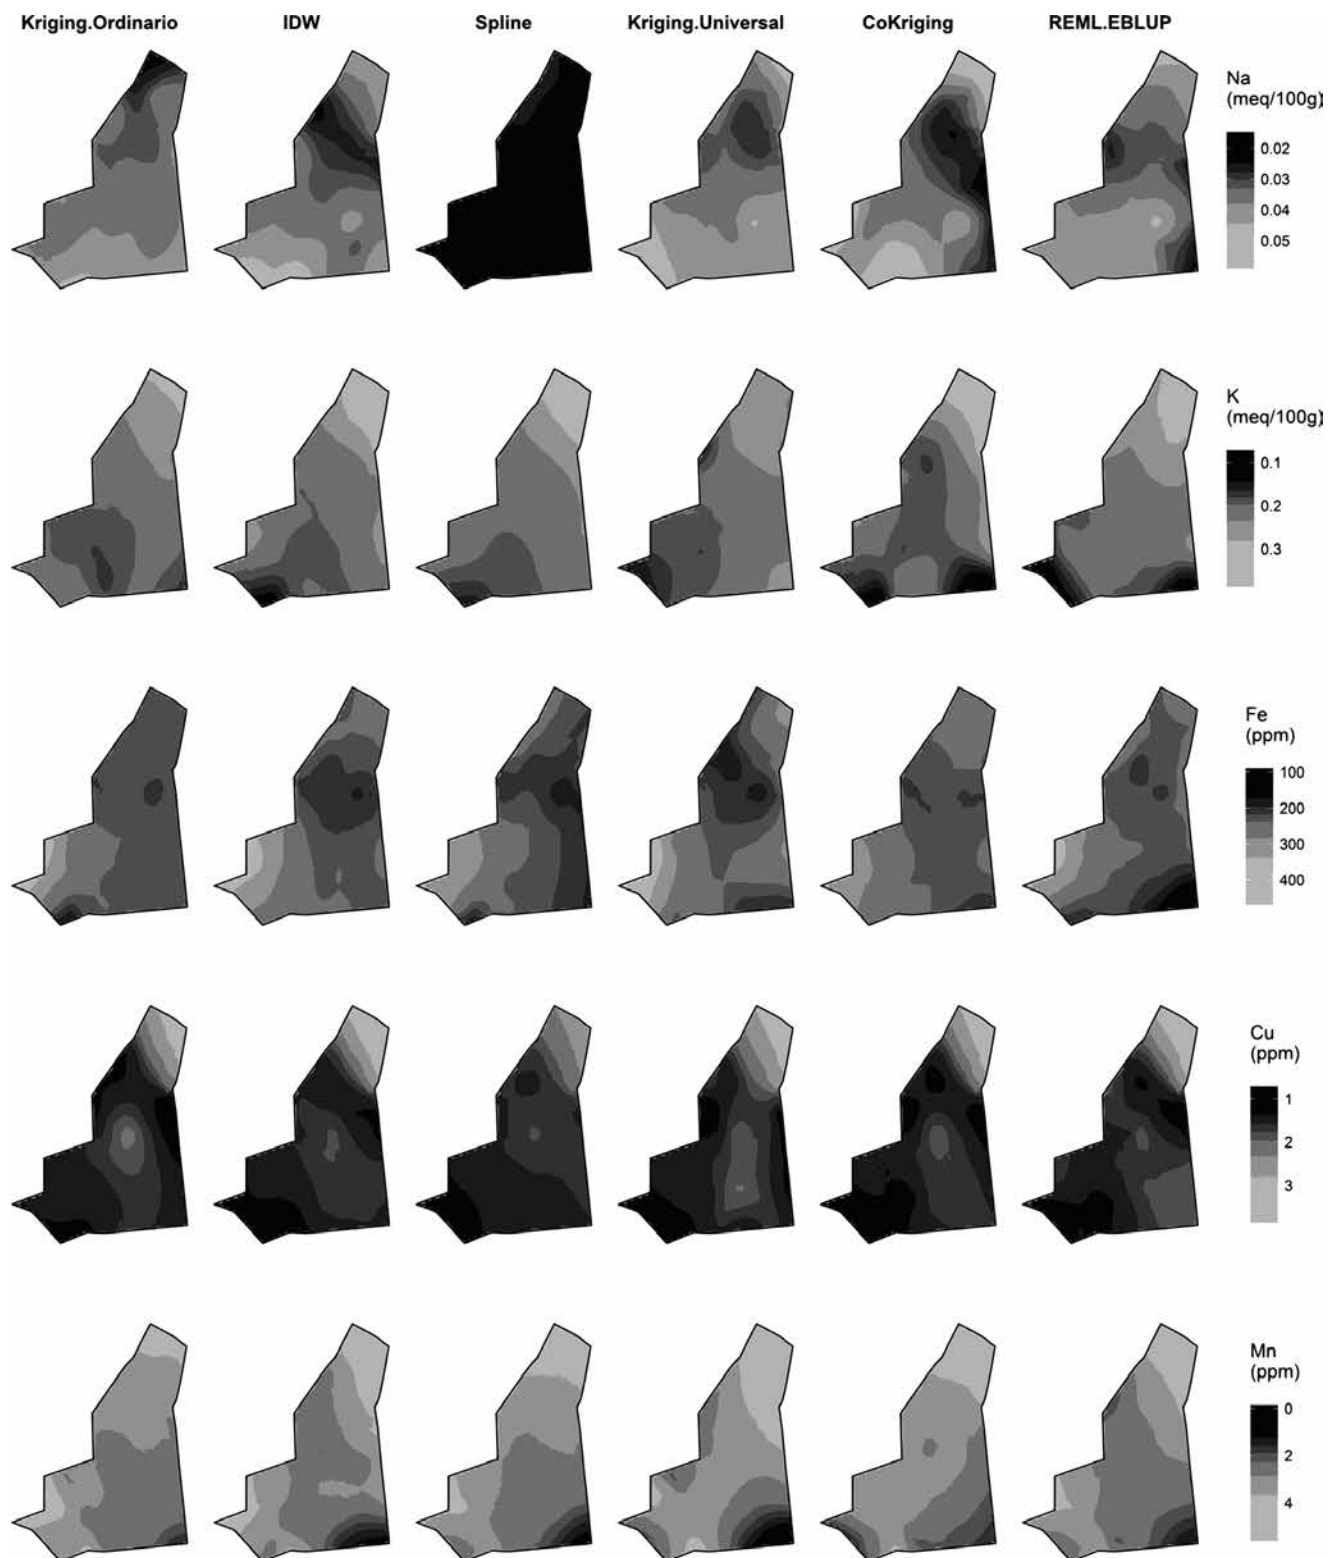 Kriging.Ordinario IDW Spline Kriging.Universal CoKriging REML.EBLUP
Na
(meq/100g)
0.02
0.03
0.04
0.05
K
(meq/100g)
0.1
0.2
0.3
Fe
(ppm)
100
200
300
400
Cu
(ppm)
1
2
3
Mn
(ppm)
0
2
4